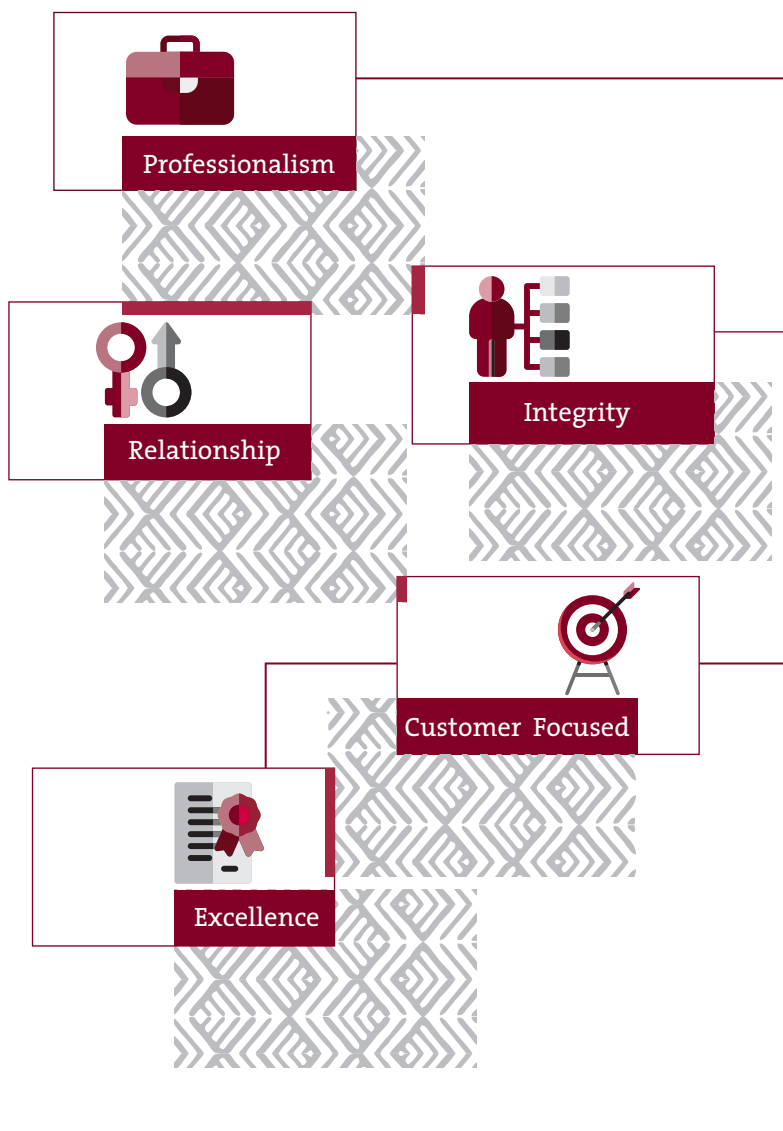 Professionalism
Integrity
Relationship
Customer Focused
Excellence